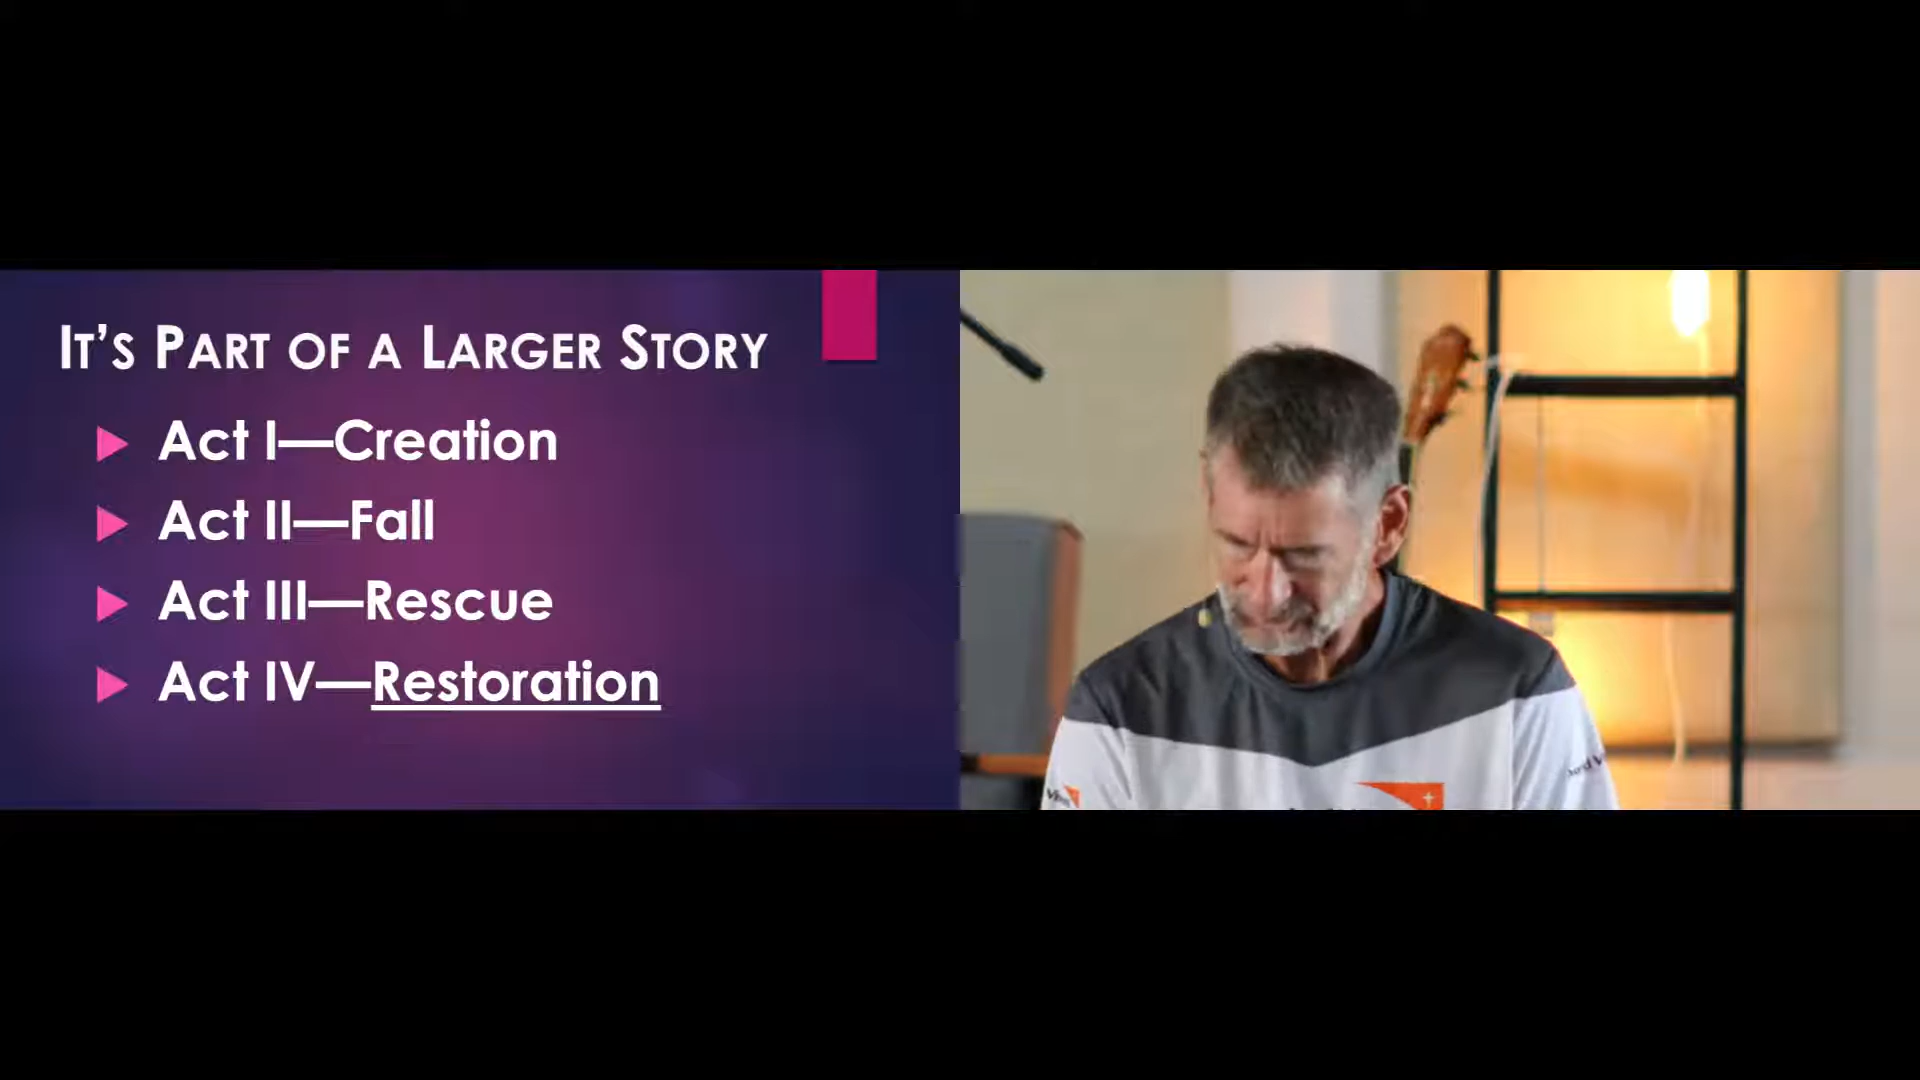 It's Part of a Larger Story
Act I—Creation
Act II—Fall
Act III—Rescue
Act IV—Restoration